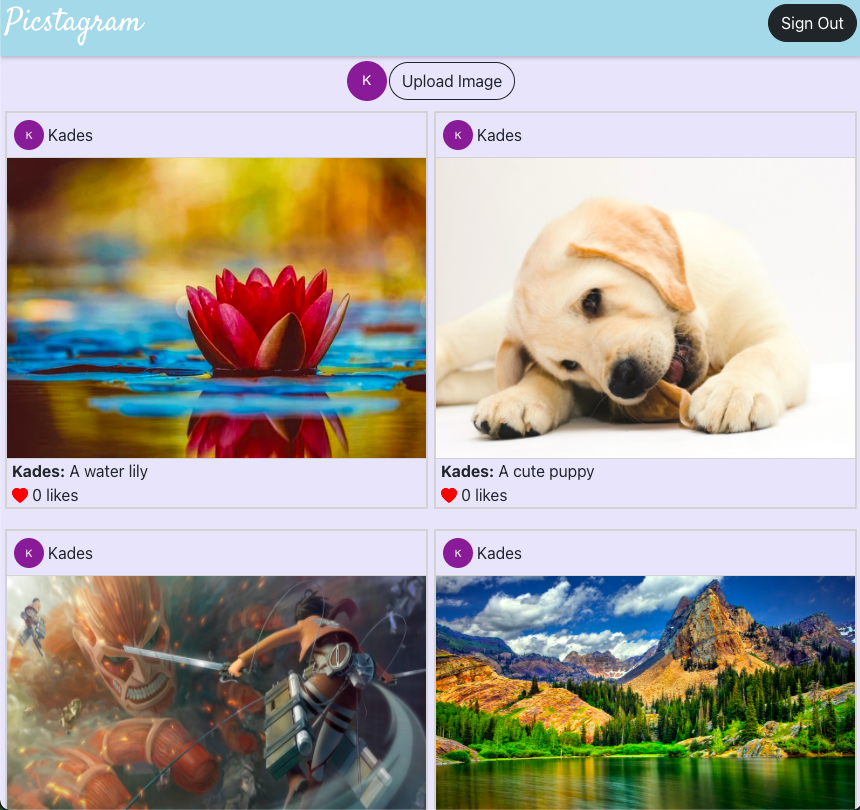 Picstagram
Sign Out
K
Upload Image
K
Kades
K
Kades
Kades: A water lily
0 likes
Kades: A cute puppy
0 likes
K
Kades
K
Kades